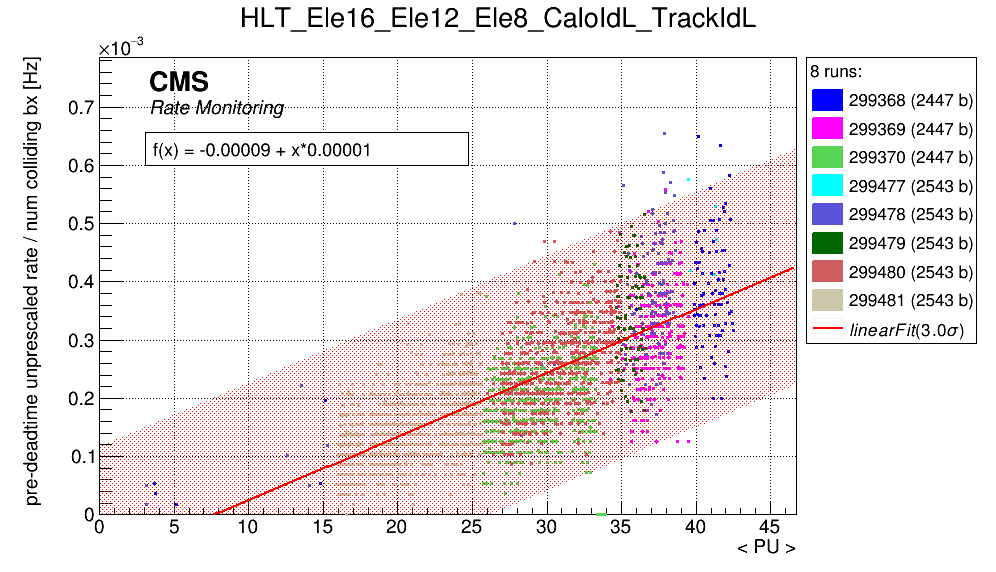 HLT_Ele16_Ele12_Ele8_CaloIdL_TrackIdL
×10⁻³
pre-deadtime unprescaled rate / num colliding bx [Hz]
CMS
Rate Monitoring
f(x) = -0.00009 + x*0.00001
0.7
0.6
0.5
0.4
0.3
0.2
0.1
0
0 5 10 15 20 25 30 35 40 45
< PU >
8 runs:
299368 (2447 b)
299369 (2447 b)
299370 (2447 b)
299477 (2543 b)
299478 (2543 b)
299479 (2543 b)
299480 (2543 b)
299481 (2543 b)
linearFit(3.0σ)